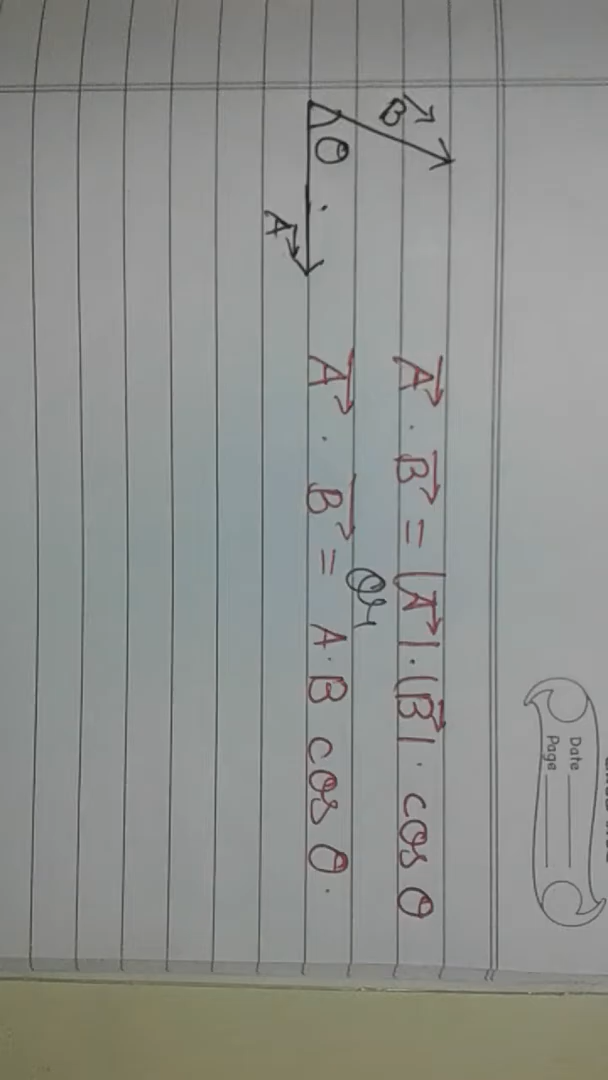 Date
Page
B⃗
θ
A⃗
A⃗ · B⃗ = |A⃗| · |B⃗| · cos θ
Or
A⃗ · B⃗ = A · B cos θ ·